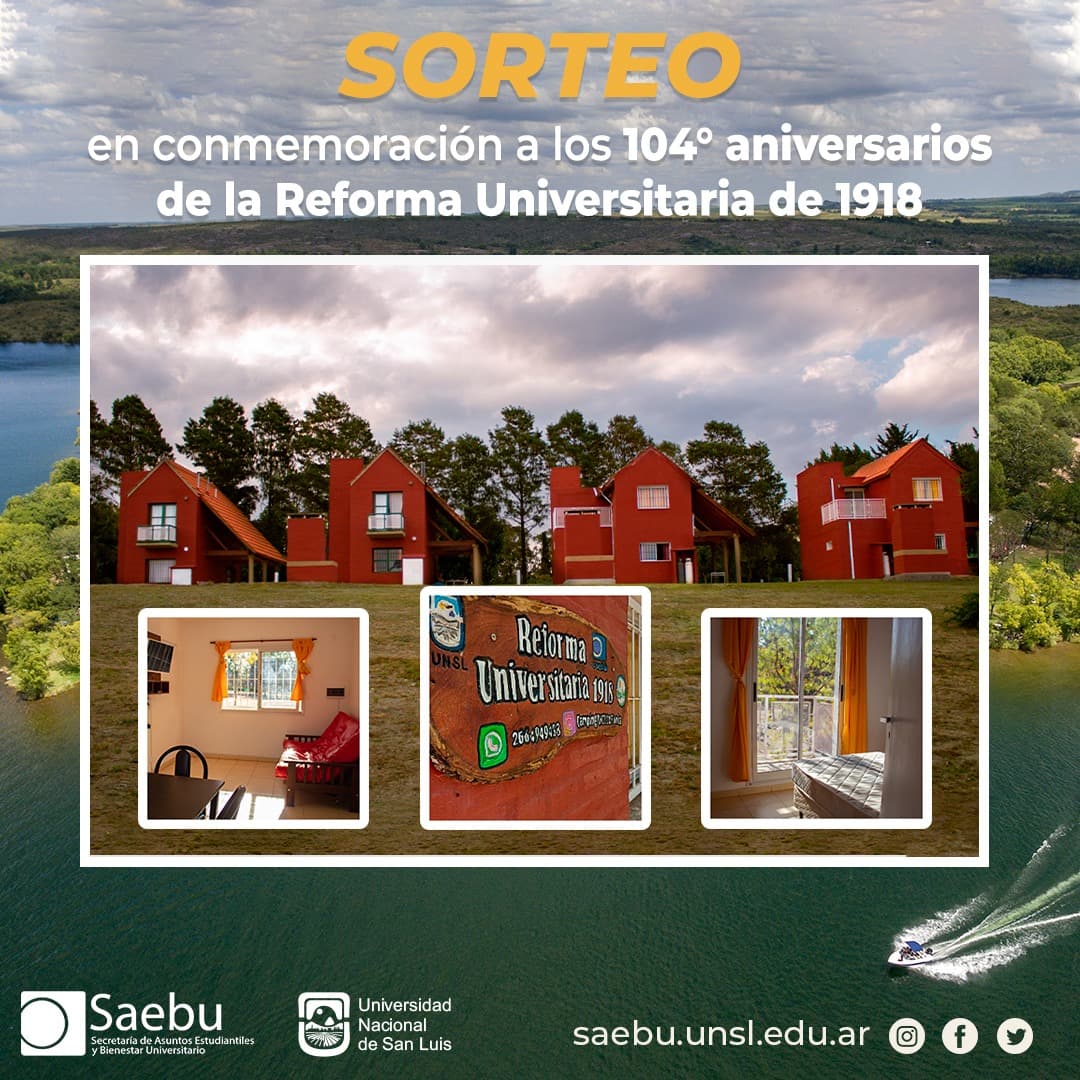 SORTEO
en conmemoración a los 104° aniversarios
de la Reforma Universitaria de 1918
UNSL
Reforma
Universitaria 1918
Saebu
Secretaría de Asuntos Estudiantiles
y Bienestar Universitario
Universidad
Nacional
de San Luis
saebu.unsl.edu.ar